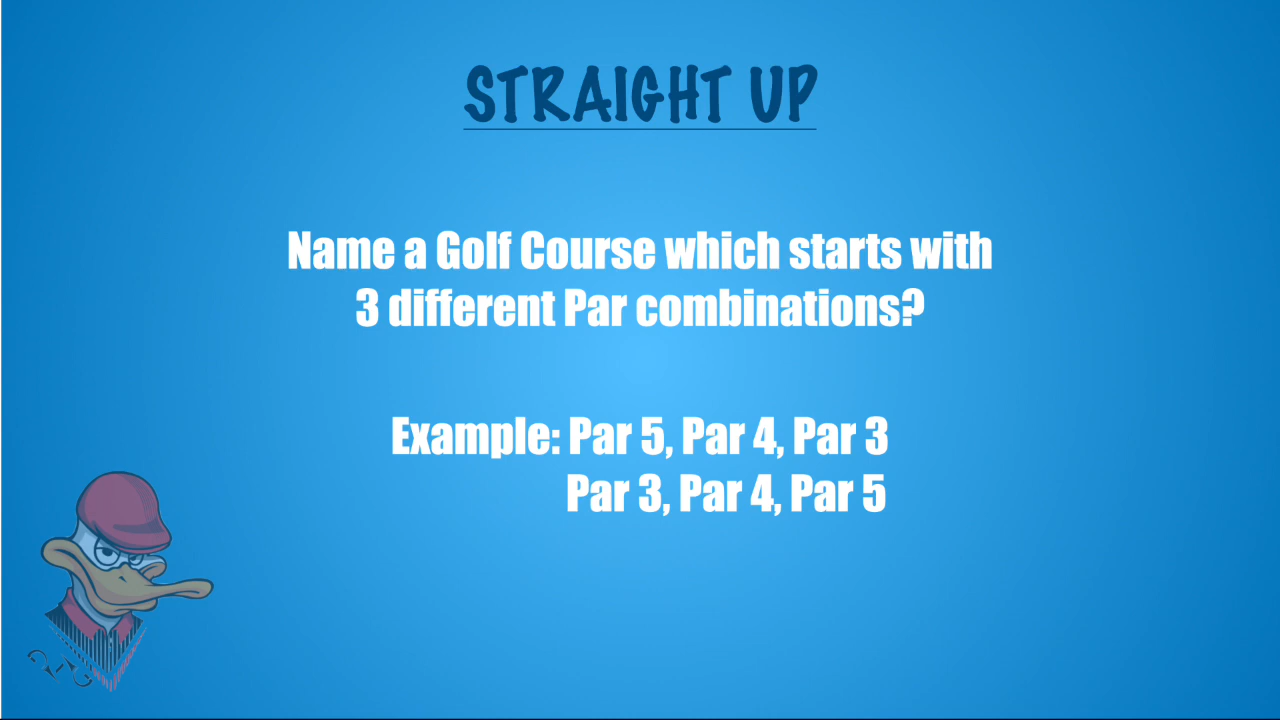 STRAIGHT UP
Name a Golf Course which starts with
3 different Par combinations?
Example: Par 5, Par 4, Par 3
Par 3, Par 4, Par 5